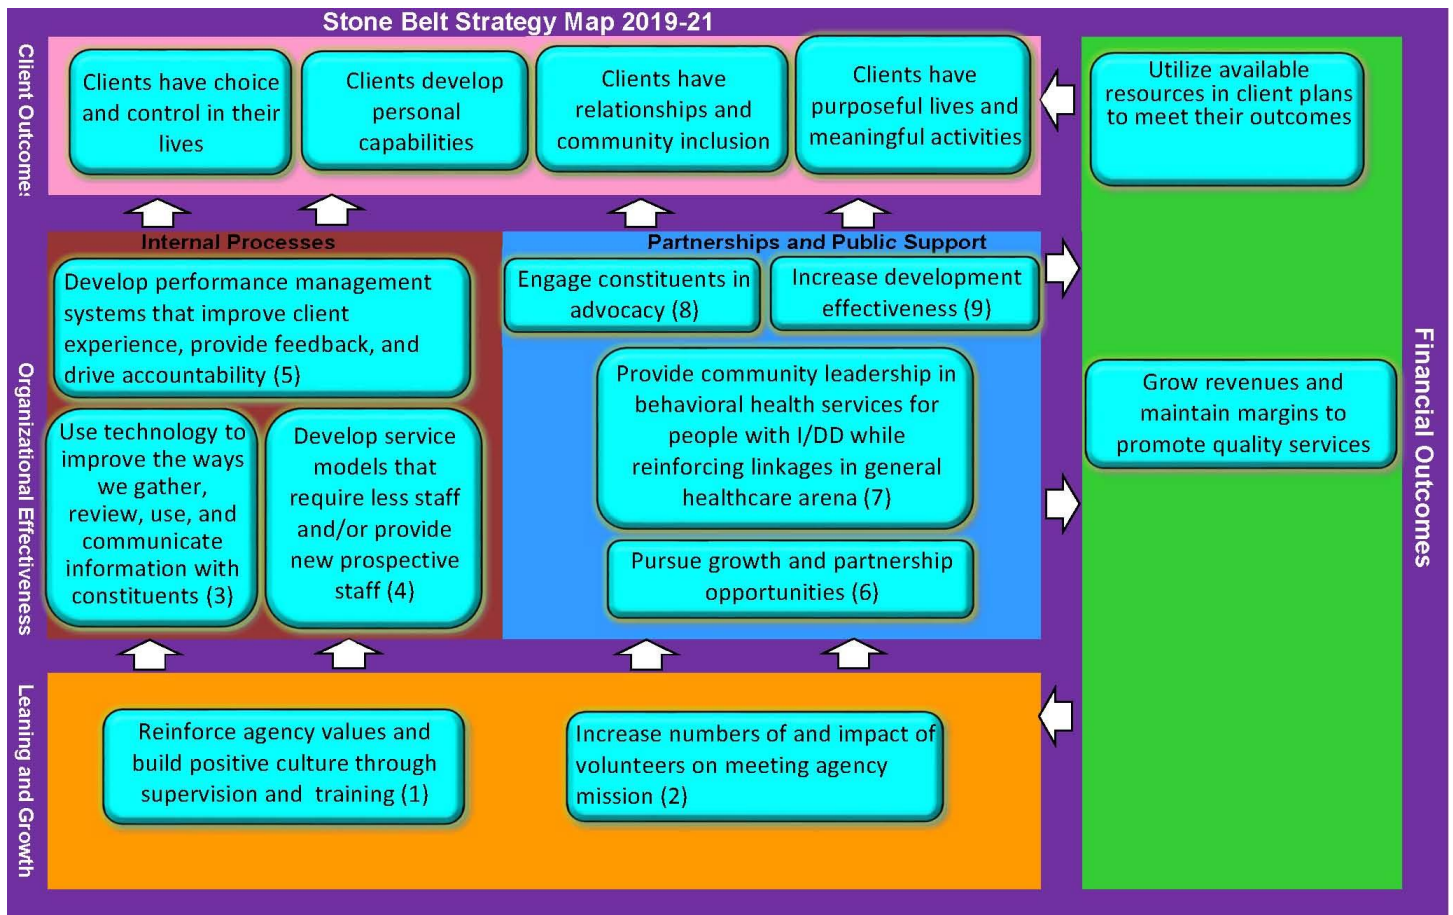 Stone Belt Strategy Map 2019-21
Client Outcomes
Clients have choice
and control in their
lives
Clients develop
personal
capabilities
Clients have
relationships and
community inclusion
Clients have
purposeful lives and
meaningful activities
Utilize available
resources in client plans
to meet their outcomes
Organizational Effectiveness
Internal Processes
Develop performance management
systems that improve client
experience, provide feedback, and
drive accountability (5)
Use technology to
improve the ways
we gather,
review, use, and
communicate
information with
constituents (3)
Develop service
models that
require less staff
and/or provide
new prospective
staff (4)
Partnerships and Public Support
Engage constituents in
advocacy (8)
Increase development
effectiveness (9)
Provide community leadership in
behavioral health services for
people with I/DD while
reinforcing linkages in general
healthcare arena (7)
Pursue growth and partnership
opportunities (6)
Grow revenues and
maintain margins to
promote quality services
Financial Outcomes
Leaning and Growth
Reinforce agency values and
build positive culture through
supervision and training (1)
Increase numbers of and impact of
volunteers on meeting agency
mission (2)